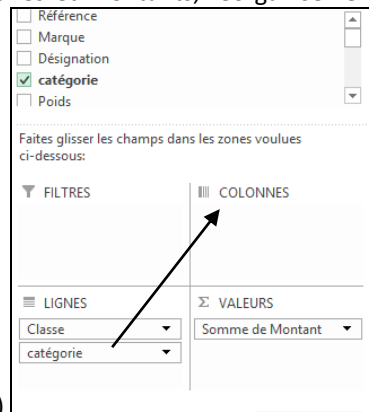 Référence
Marque
Désignation
catégorie
Poids
Faites glisser les champs dans les zones voulues
ci-dessous:
FILTRES
COLONNES
LIGNES
Σ VALEURS
Classe
Somme de Montant
catégorie
)